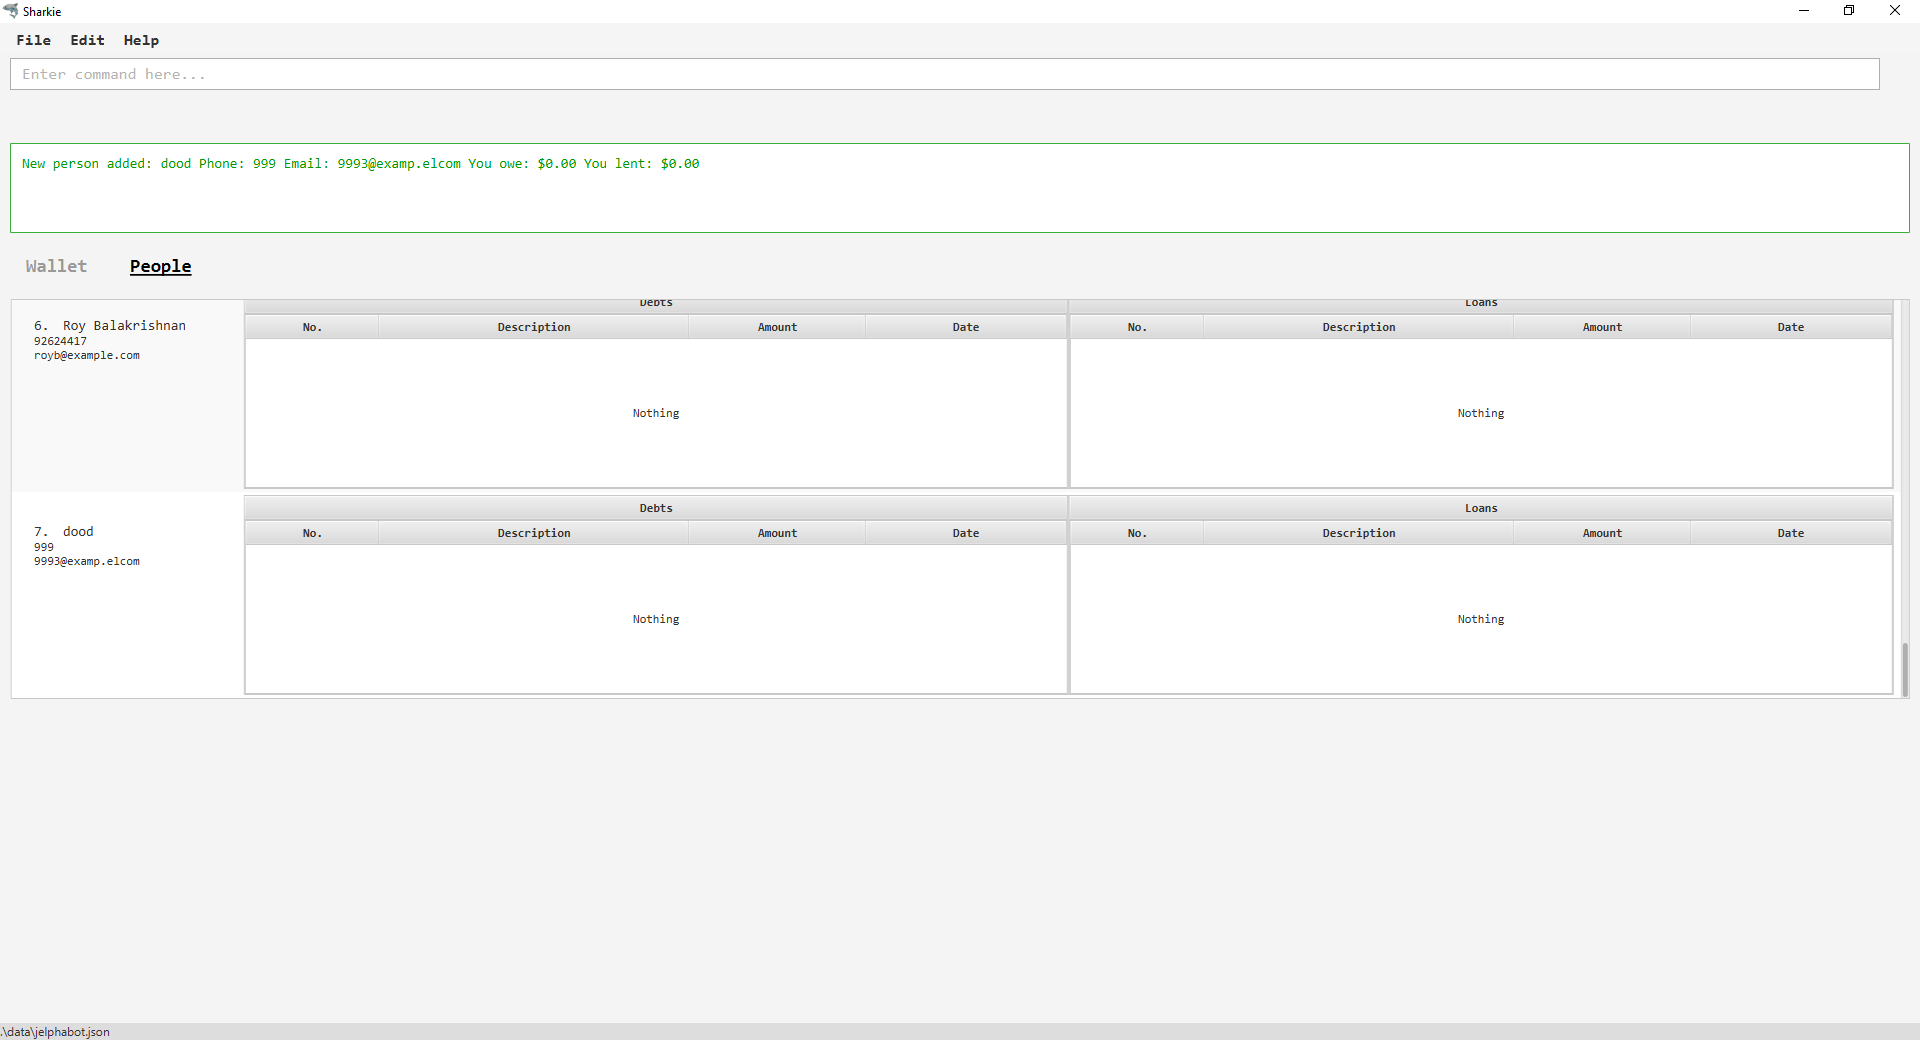 Sharkie
File Edit Help
Enter command here...
New person added: dood Phone: 999 Email: 9993@examp.elcom You owe: $0.00 You lent: $0.00
Wallet People
Debts Loans
6. Roy Balakrishnan
92624417
royb@example.com
No. Description Amount Date No. Description Amount Date
Nothing Nothing
Debts Loans
7. dood
999
9993@examp.elcom
No. Description Amount Date No. Description Amount Date
Nothing Nothing
.\data\jelphabot.json